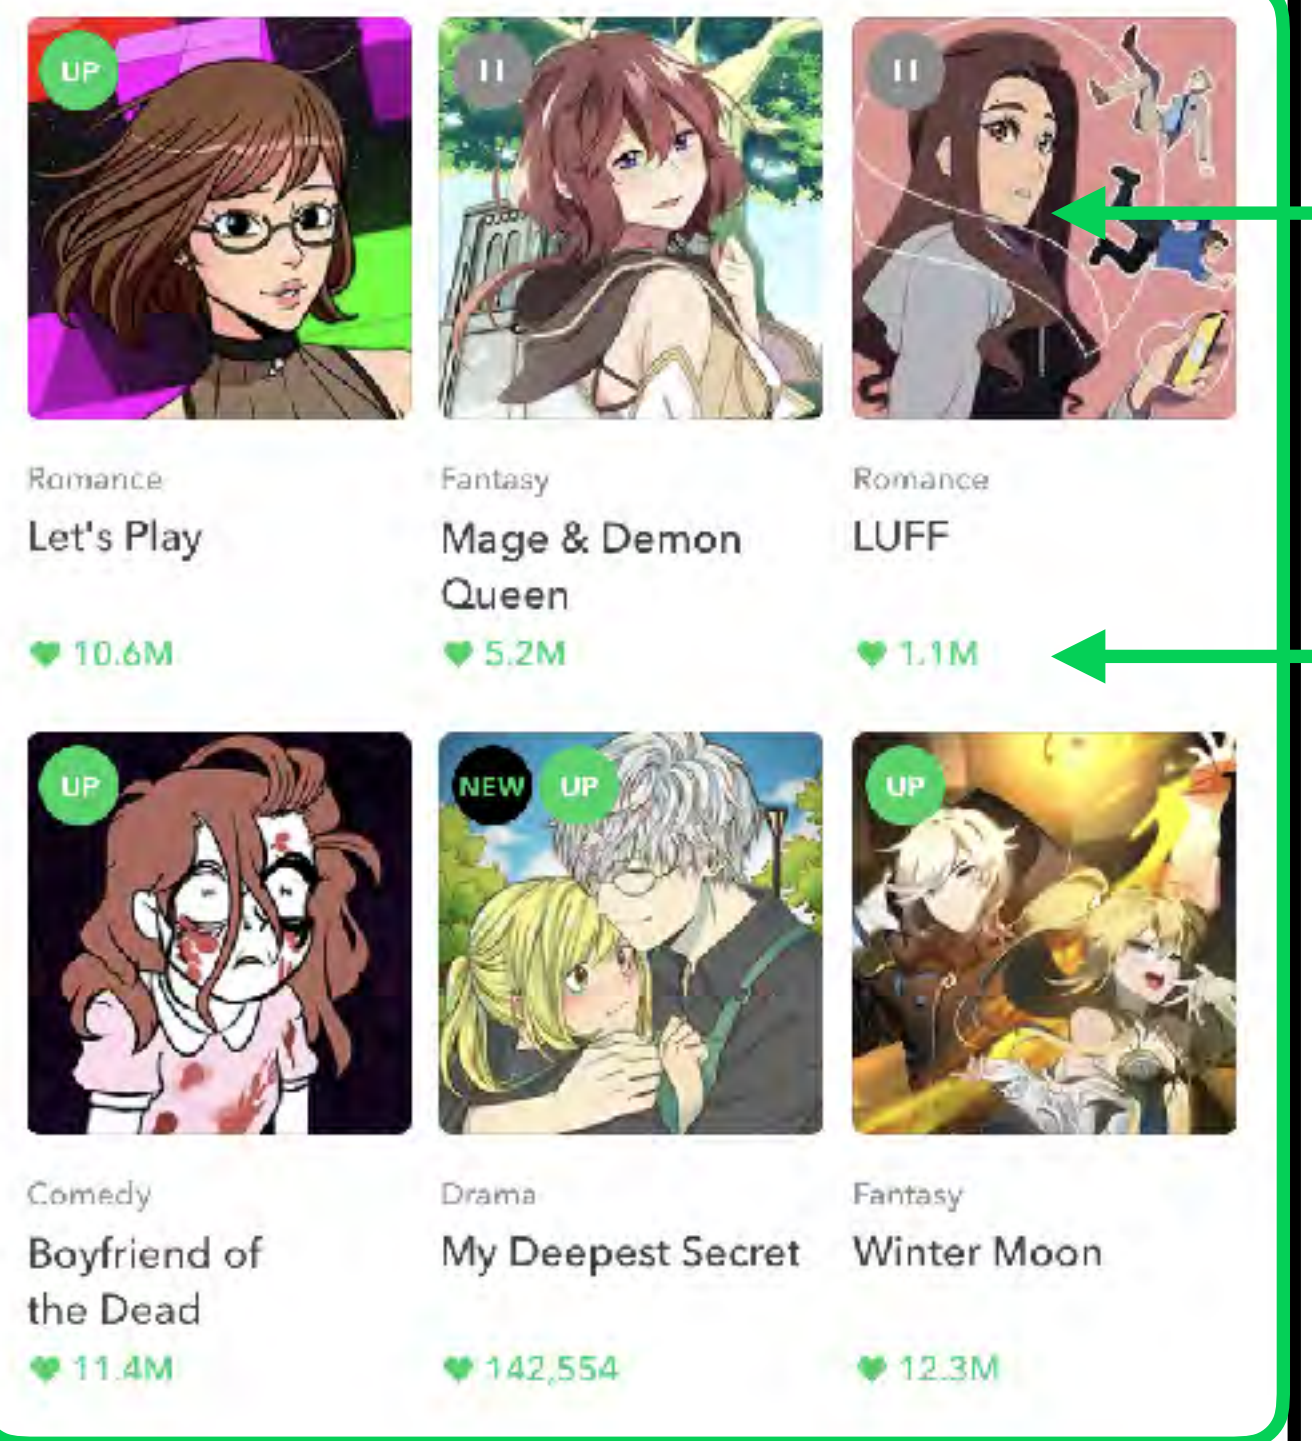 UP
Romance
Let's Play
10.6M
Fantasy
Mage & Demon
Queen
5.2M
Romance
LUFF
1.1M
UP
Comedy
Boyfriend of
the Dead
11.4M
NEW UP
Drama
My Deepest Secret
142,554
UP
Fantasy
Winter Moon
12.3M